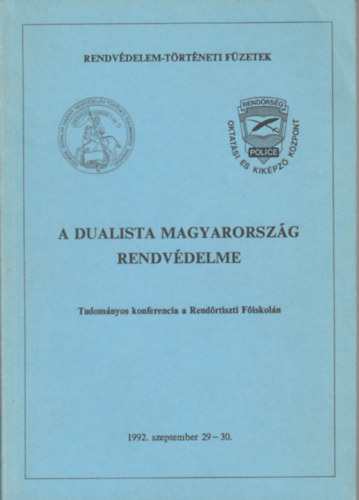 RENDVÉDELEM-TÖRTÉNETI FÜZETEK
RENDŐRSÉG
POLICE
OKTATÁSI ÉS KIKÉPZŐ KÖZPONT
A DUALISTA MAGYARORSZÁG
RENDVÉDELME
Tudományos konferencia a Rendőrtiszti Főiskolán
1992. szeptember 29–30.